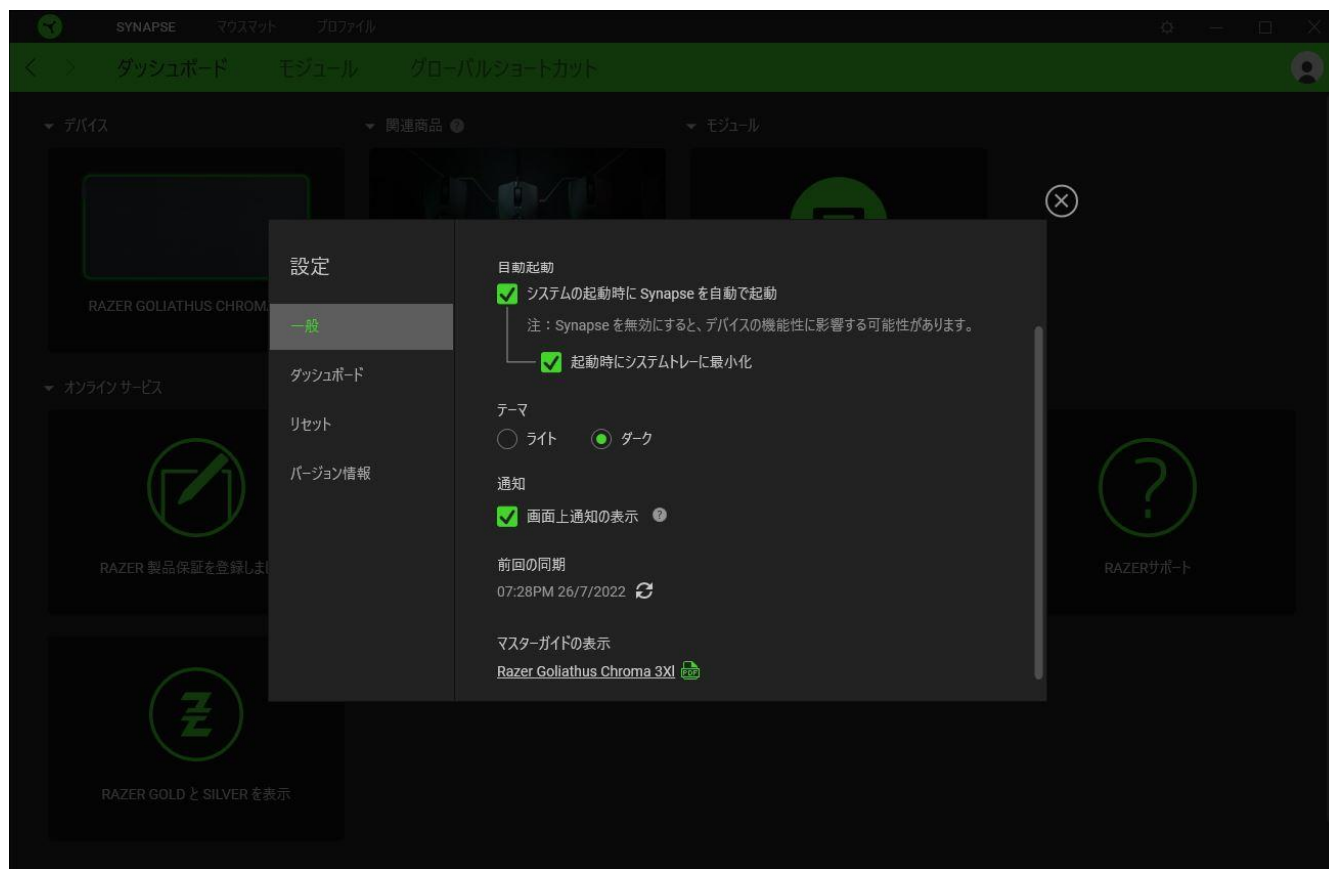 SYNAPSE マウスマット プロファイル
ダッシュボード モジュール グローバルショートカット
デバイス 関連商品 モジュール
RAZER GOLIATHUS CHROM
設定
一般
ダッシュボード
リセット
バージョン情報
自動起動
システムの起動時に Synapse を自動で起動
注：Synapse を無効にすると、デバイスの機能性に影響する可能性があります。
起動時にシステムトレーに最小化
テーマ
ライト ダーク
通知
画面上通知の表示
前回の同期
07:28PM 26/7/2022
マスターガイドの表示
Razer Goliathus Chroma 3Xl PDF
オンライン サービス
RAZER 製品保証を登録しま
RAZERサポート
RAZER GOLD と SILVER を表示